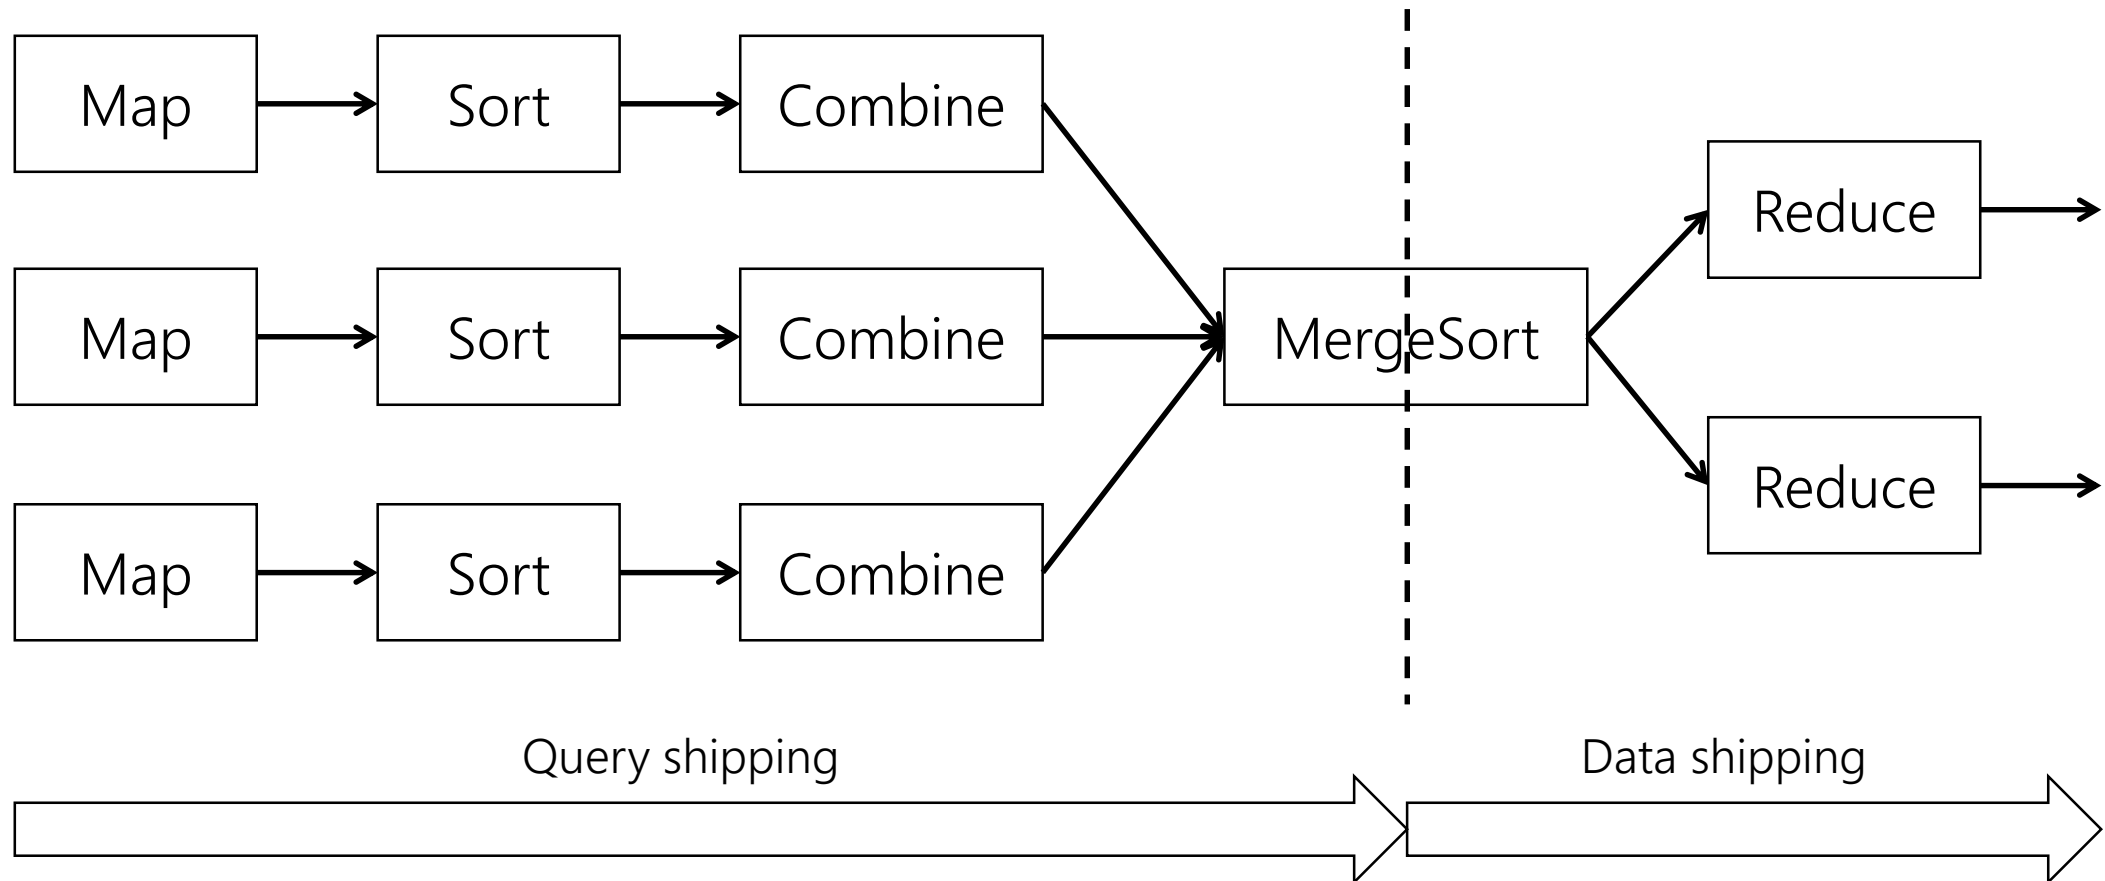 Map
Sort
Combine
Reduce
Map
Sort
Combine
MergeSort
Reduce
Map
Sort
Combine
Query shipping
Data shipping